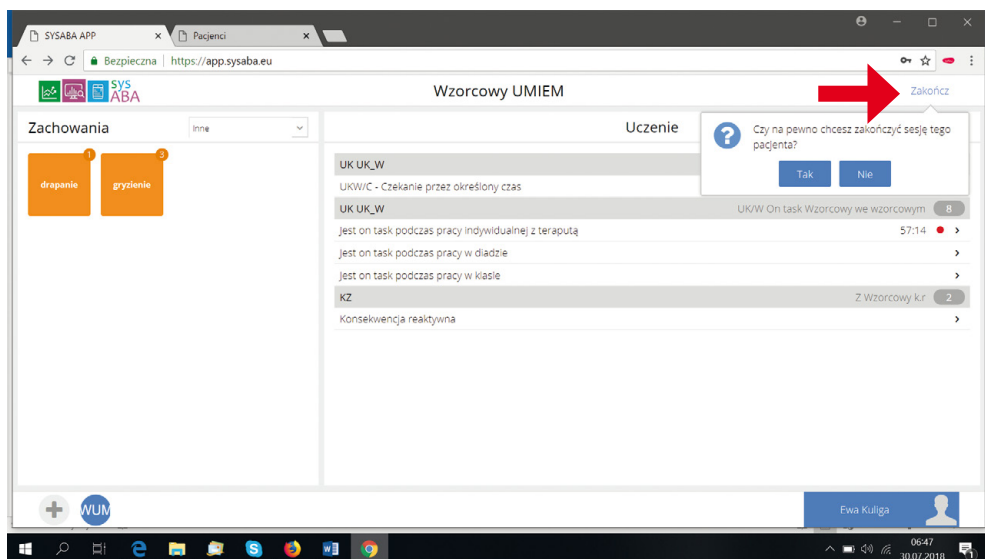 SYSABA APP
Pacjenci
Bezpieczna | https://app.sysaba.eu
sys
ABA
Wzorcowy UMIEM
Zakończ
Zachowania
Inne
Uczenie
Czy na pewno chcesz zakończyć sesję tego
pacjenta?
Tak
Nie
1
drapanie
3
gryzienie
UK UK_W
UKW/C - Czekanie przez określony czas
UK UK_W
UK/W On task Wzorcowy we wzorcowym 8
Jest on task podczas pracy indywidualnej z teraputą
57:14
Jest on task podczas pracy w diadzie
Jest on task podczas pracy w klasie
KZ
Z Wzorcowy k.r 2
Konsekwencja reaktywna
WUM
Ewa Kuliga
06:47
30.07.2018